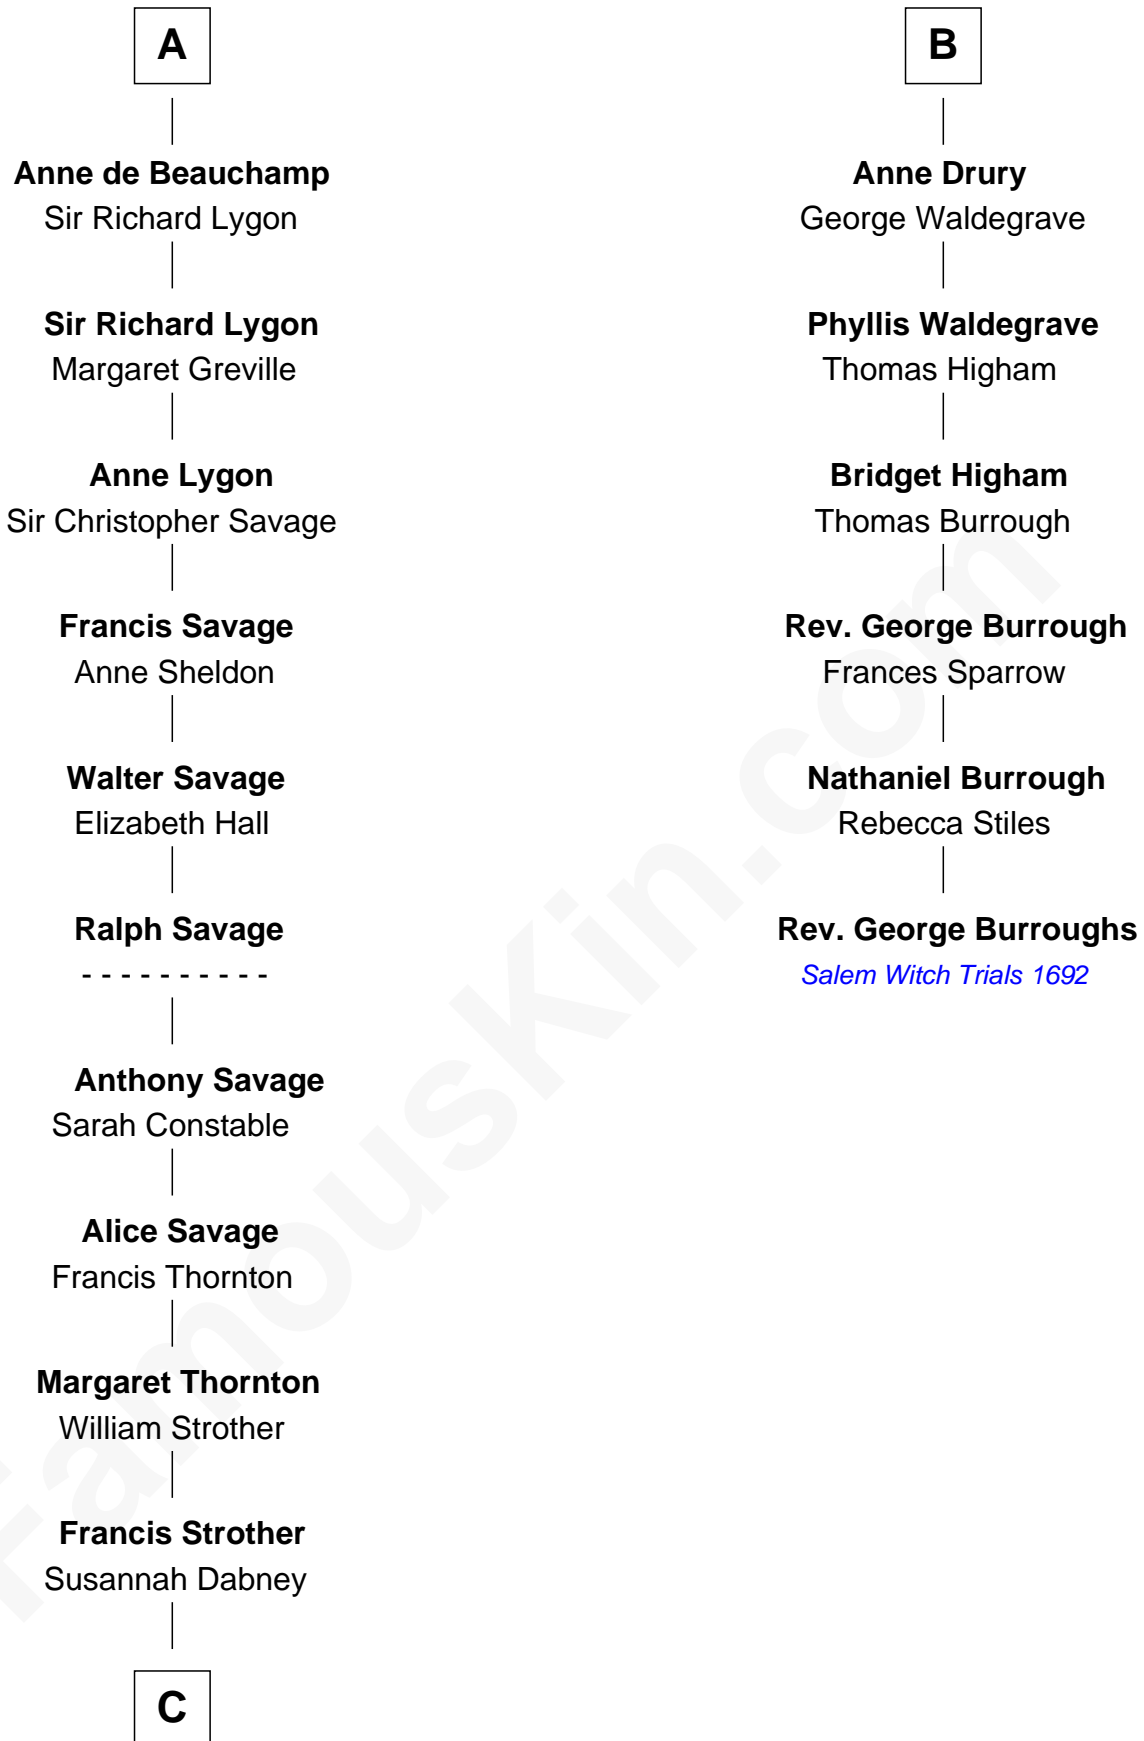 A
Anne de Beauchamp
Sir Richard Lygon
Sir Richard Lygon
Margaret Greville
Anne Lygon
Sir Christopher Savage
Francis Savage
Anne Sheldon
Walter Savage
Elizabeth Hall
Ralph Savage
- - - - - - - - - -
Anthony Savage
Sarah Constable
Alice Savage
Francis Thornton
Margaret Thornton
William Strother
Francis Strother
Susannah Dabney
C
B
Anne Drury
George Waldegrave
Phyllis Waldegrave
Thomas Higham
Bridget Higham
Thomas Burrough
Rev. George Burrough
Frances Sparrow
Nathaniel Burrough
Rebecca Stiles
Rev. George Burroughs
Salem Witch Trials 1692
FamousKin.com